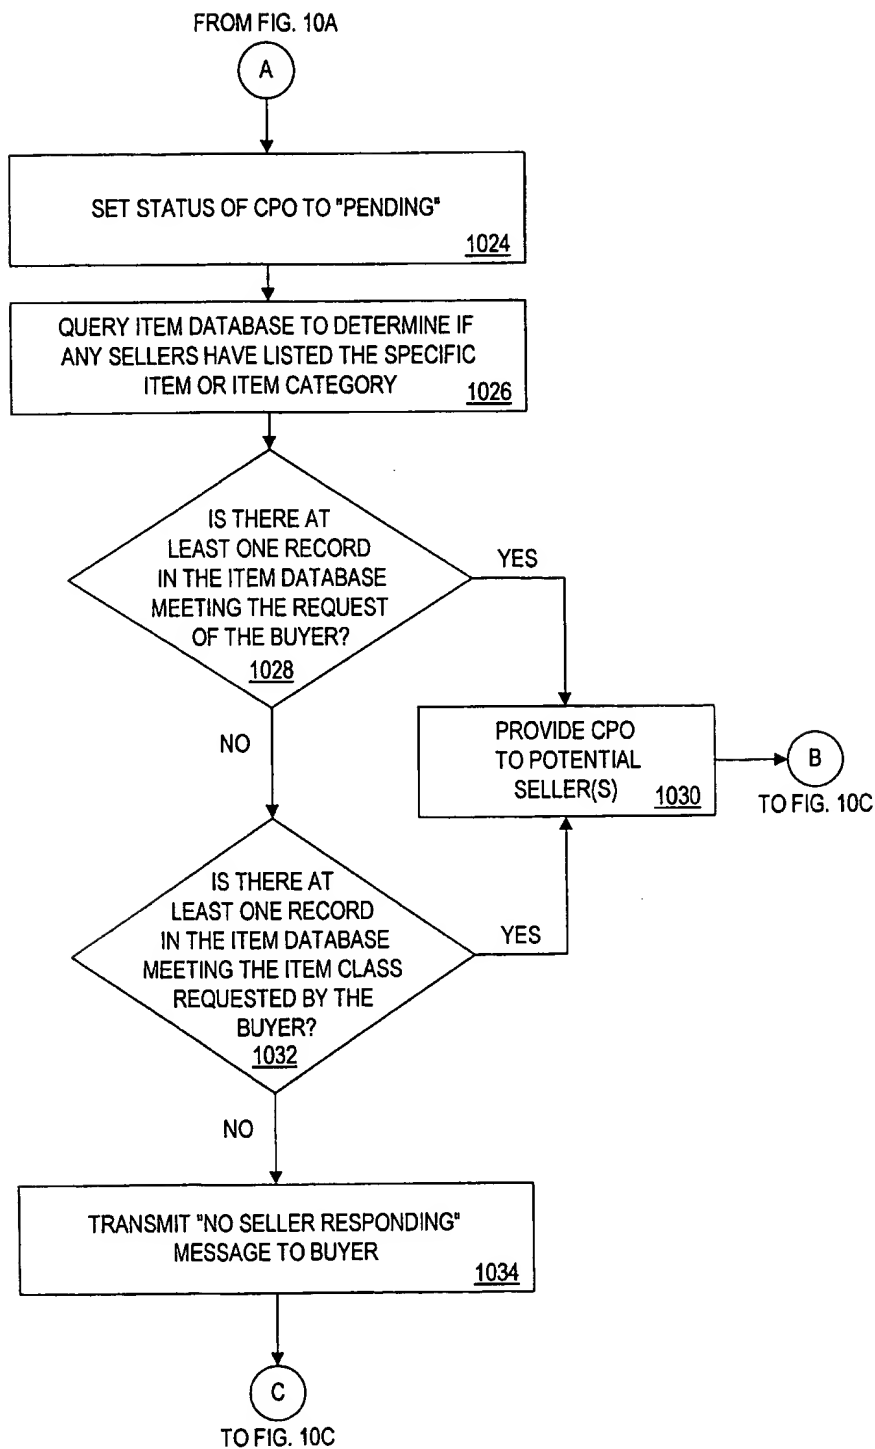 FROM FIG. 10A
A
SET STATUS OF CPO TO "PENDING"
1024
QUERY ITEM DATABASE TO DETERMINE IF
ANY SELLERS HAVE LISTED THE SPECIFIC
ITEM OR ITEM CATEGORY
1026
IS THERE AT
LEAST ONE RECORD
IN THE ITEM DATABASE
MEETING THE REQUEST
OF THE BUYER?
1028
YES
NO
PROVIDE CPO
TO POTENTIAL
SELLER(S)
1030
B
TO FIG. 10C
IS THERE AT
LEAST ONE RECORD
IN THE ITEM DATABASE
MEETING THE ITEM CLASS
REQUESTED BY THE
BUYER?
1032
YES
NO
TRANSMIT "NO SELLER RESPONDING"
MESSAGE TO BUYER
1034
C
TO FIG. 10C